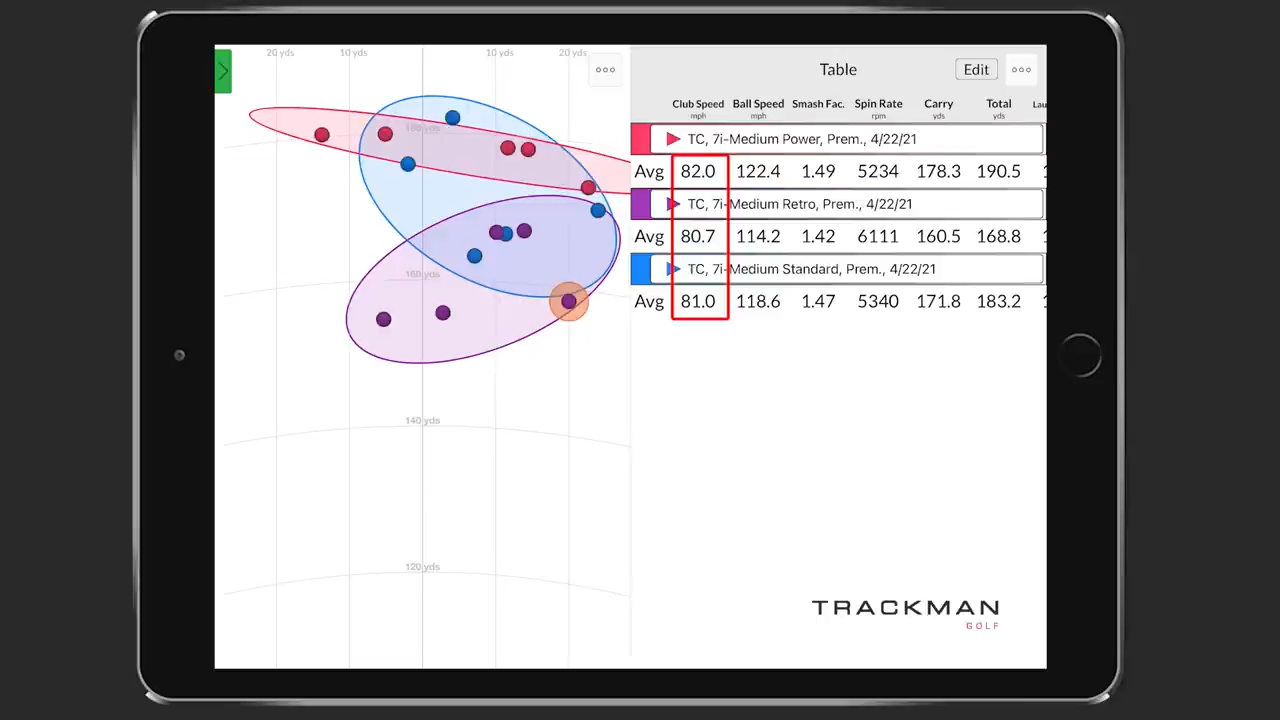 20 yds 10 yds 10 yds 20 yds
180 yds
160 yds
140 yds
120 yds
Table Edit
Club Speed Ball Speed Smash Fac. Spin Rate Carry Total Lau
mph mph rpm yds yds
TC, 7i-Medium Power, Prem., 4/22/21
Avg 82.0 122.4 1.49 5234 178.3 190.5
TC, 7i-Medium Retro, Prem., 4/22/21
Avg 80.7 114.2 1.42 6111 160.5 168.8
TC, 7i-Medium Standard, Prem., 4/22/21
Avg 81.0 118.6 1.47 5340 171.8 183.2
TRACKMAN
GOLF